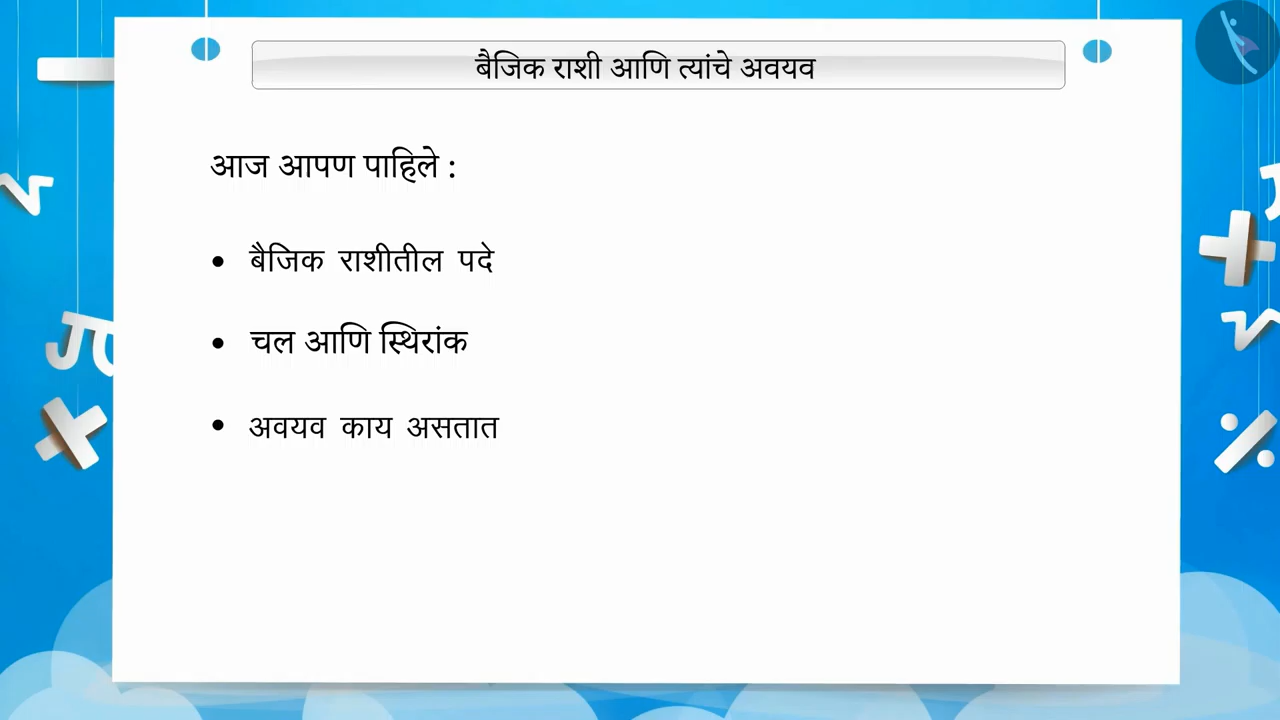 बैजिक राशी आणि त्यांचे अवयव
आज आपण पाहिले :
• बैजिक राशीतील पदे
• चल आणि स्थिरांक
• अवयव काय असतात